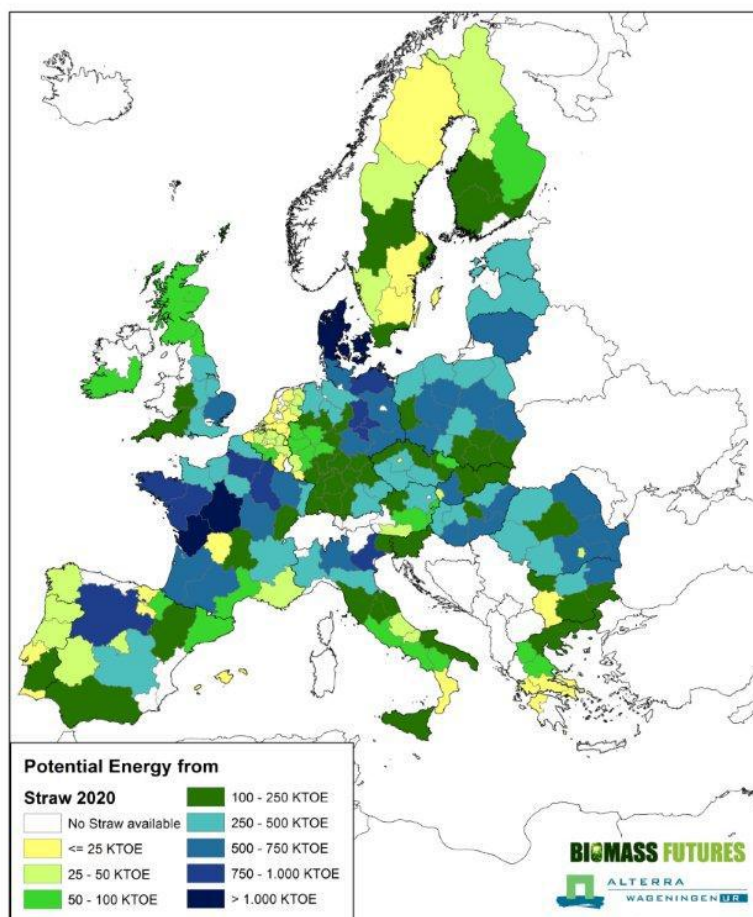 Potential Energy from
Straw 2020
No Straw available
<= 25 KTOE
25 - 50 KTOE
50 - 100 KTOE
100 - 250 KTOE
250 - 500 KTOE
500 - 750 KTOE
750 - 1.000 KTOE
> 1.000 KTOE
BIOMASS FUTURES
ALTERRA
WAGENINGEN UR